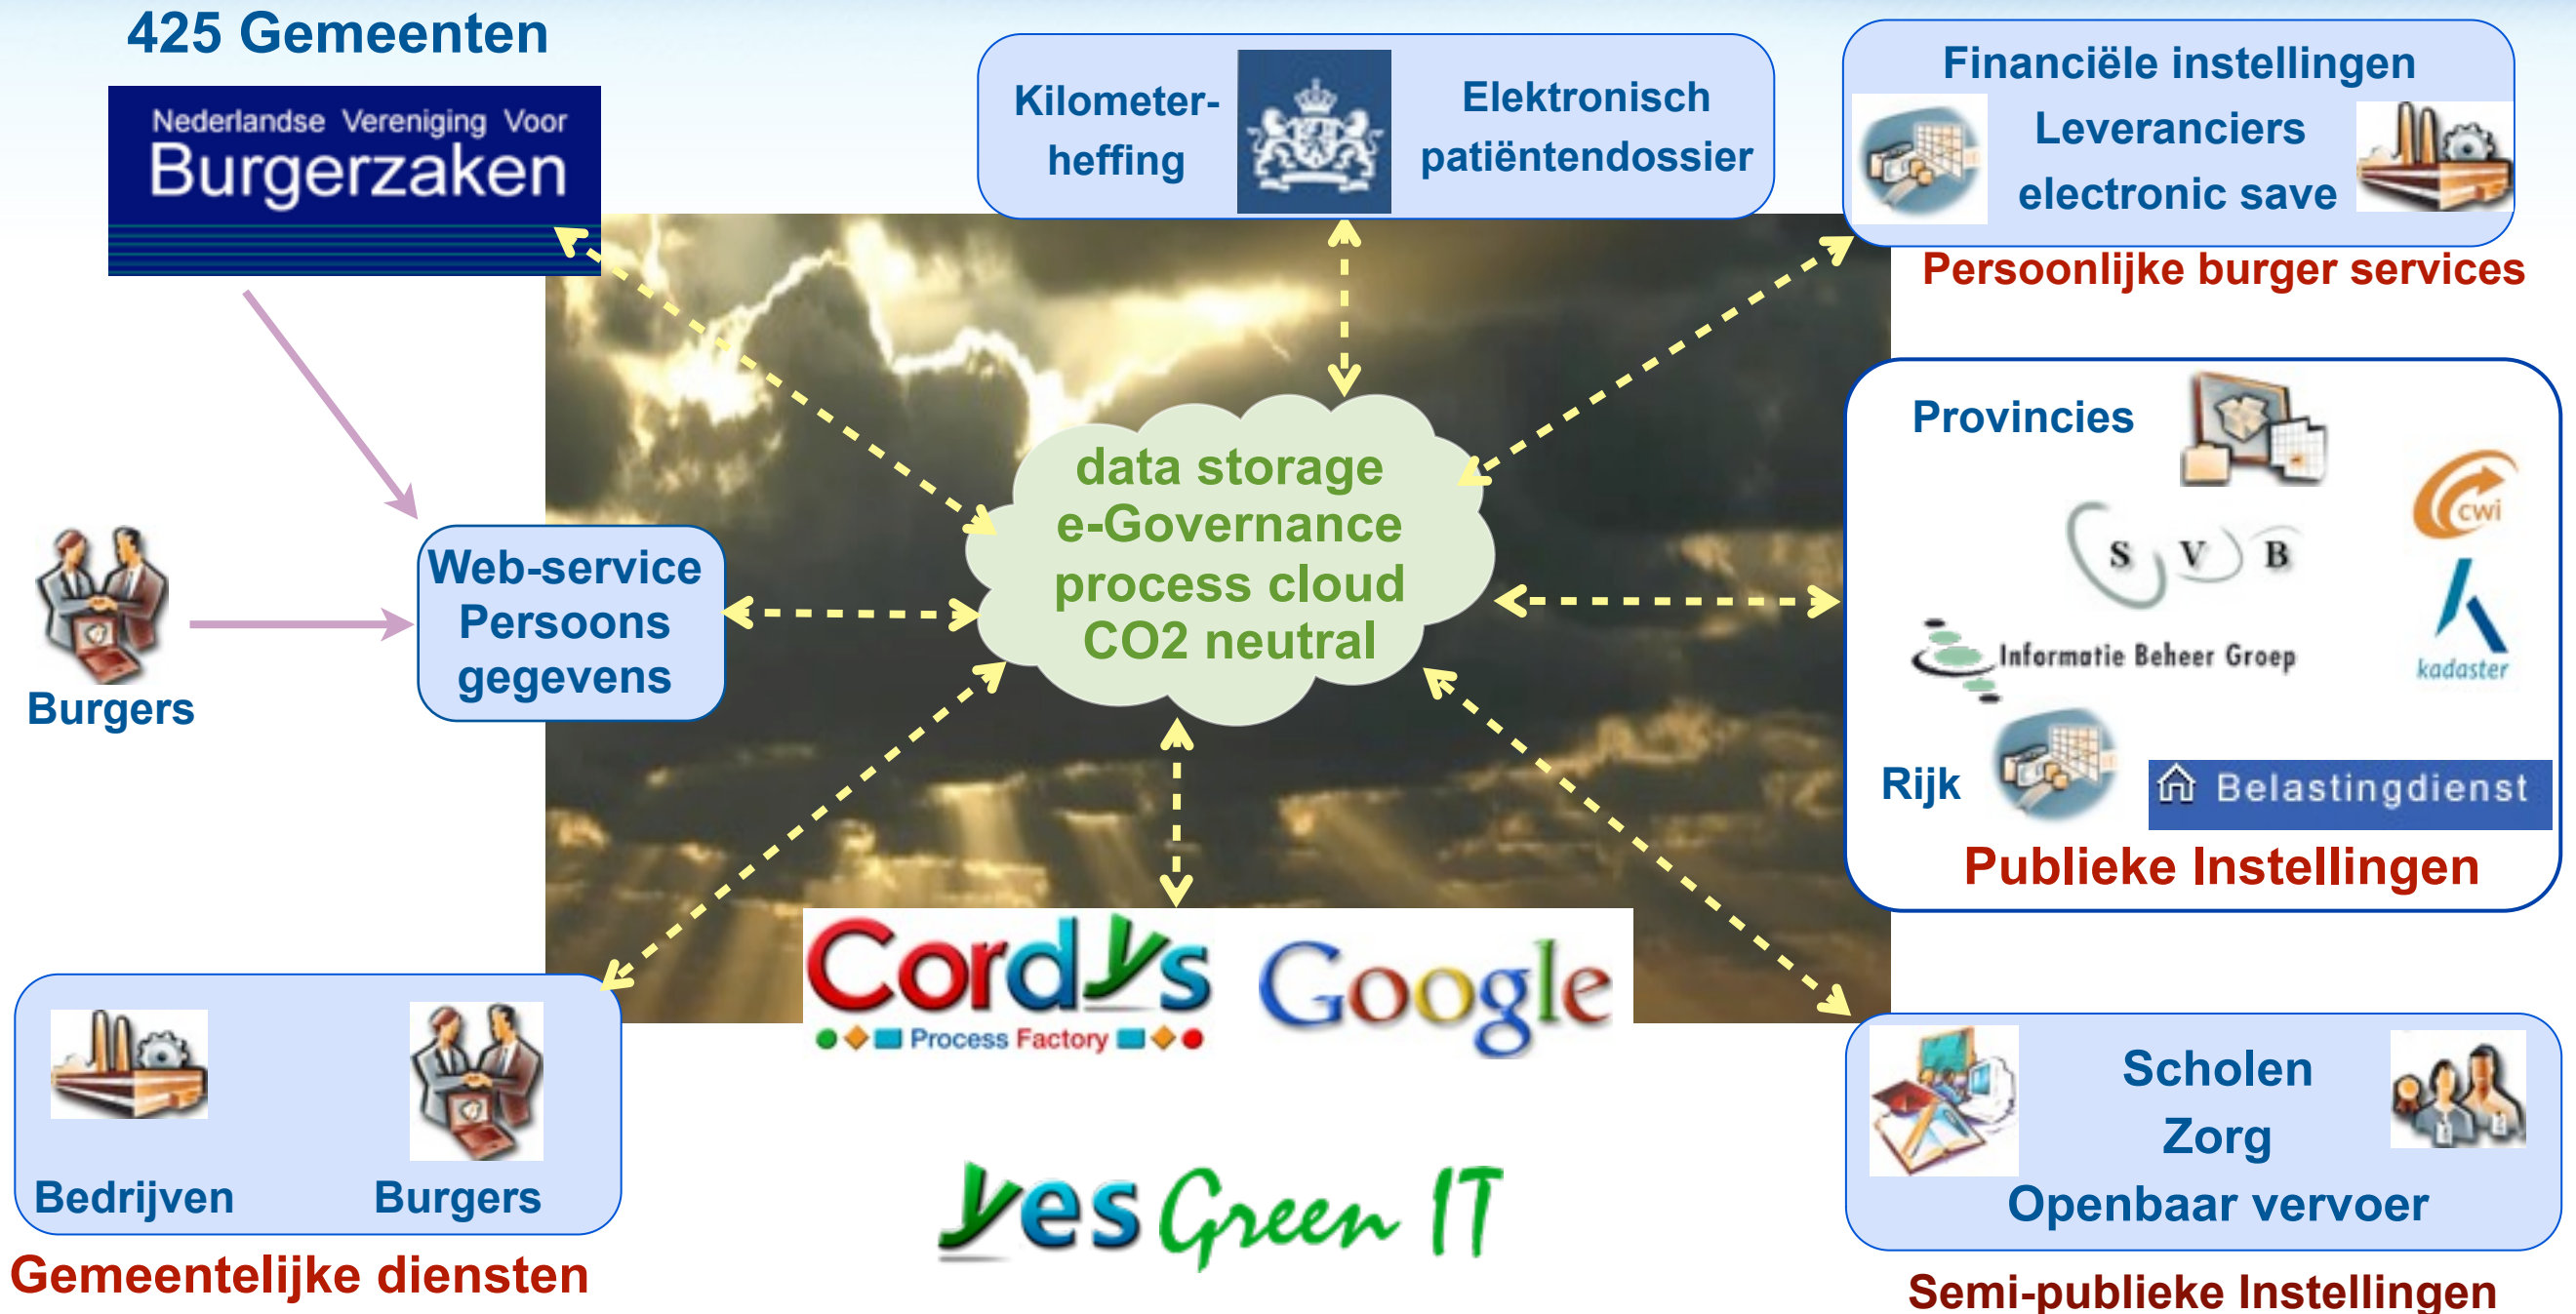 425 Gemeenten
Nederlandse Vereniging Voor
Burgerzaken
Kilometer-
heffing
Elektronisch
patiëntendossier
Financiële instellingen
Leveranciers
electronic save
Persoonlijke burger services
Burgers
Web-service
Persoons
gegevens
data storage
e-Governance
process cloud
CO2 neutral
Provincies
cwi
S V B
Informatie Beheer Groep
kadaster
Rijk
Belastingdienst
Publieke Instellingen
Cordys
Process Factory
Google
Bedrijven
Burgers
Gemeentelijke diensten
yes Green IT
Scholen
Zorg
Openbaar vervoer
Semi-publieke Instellingen